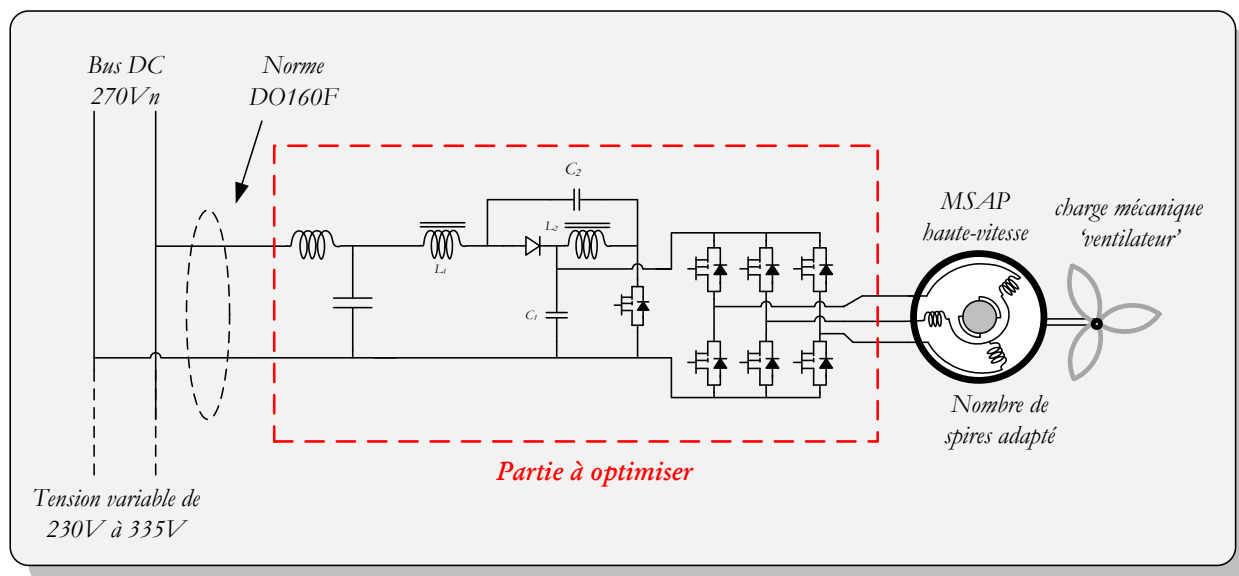 Bus DC
270Vn
Norme
DO160F
C2
L2
L1
C1
MSAP
haute-vitesse
charge mécanique
‘ventilateur’
Nombre de
spires adapté
Partie à optimiser
Tension variable de
230V à 335V